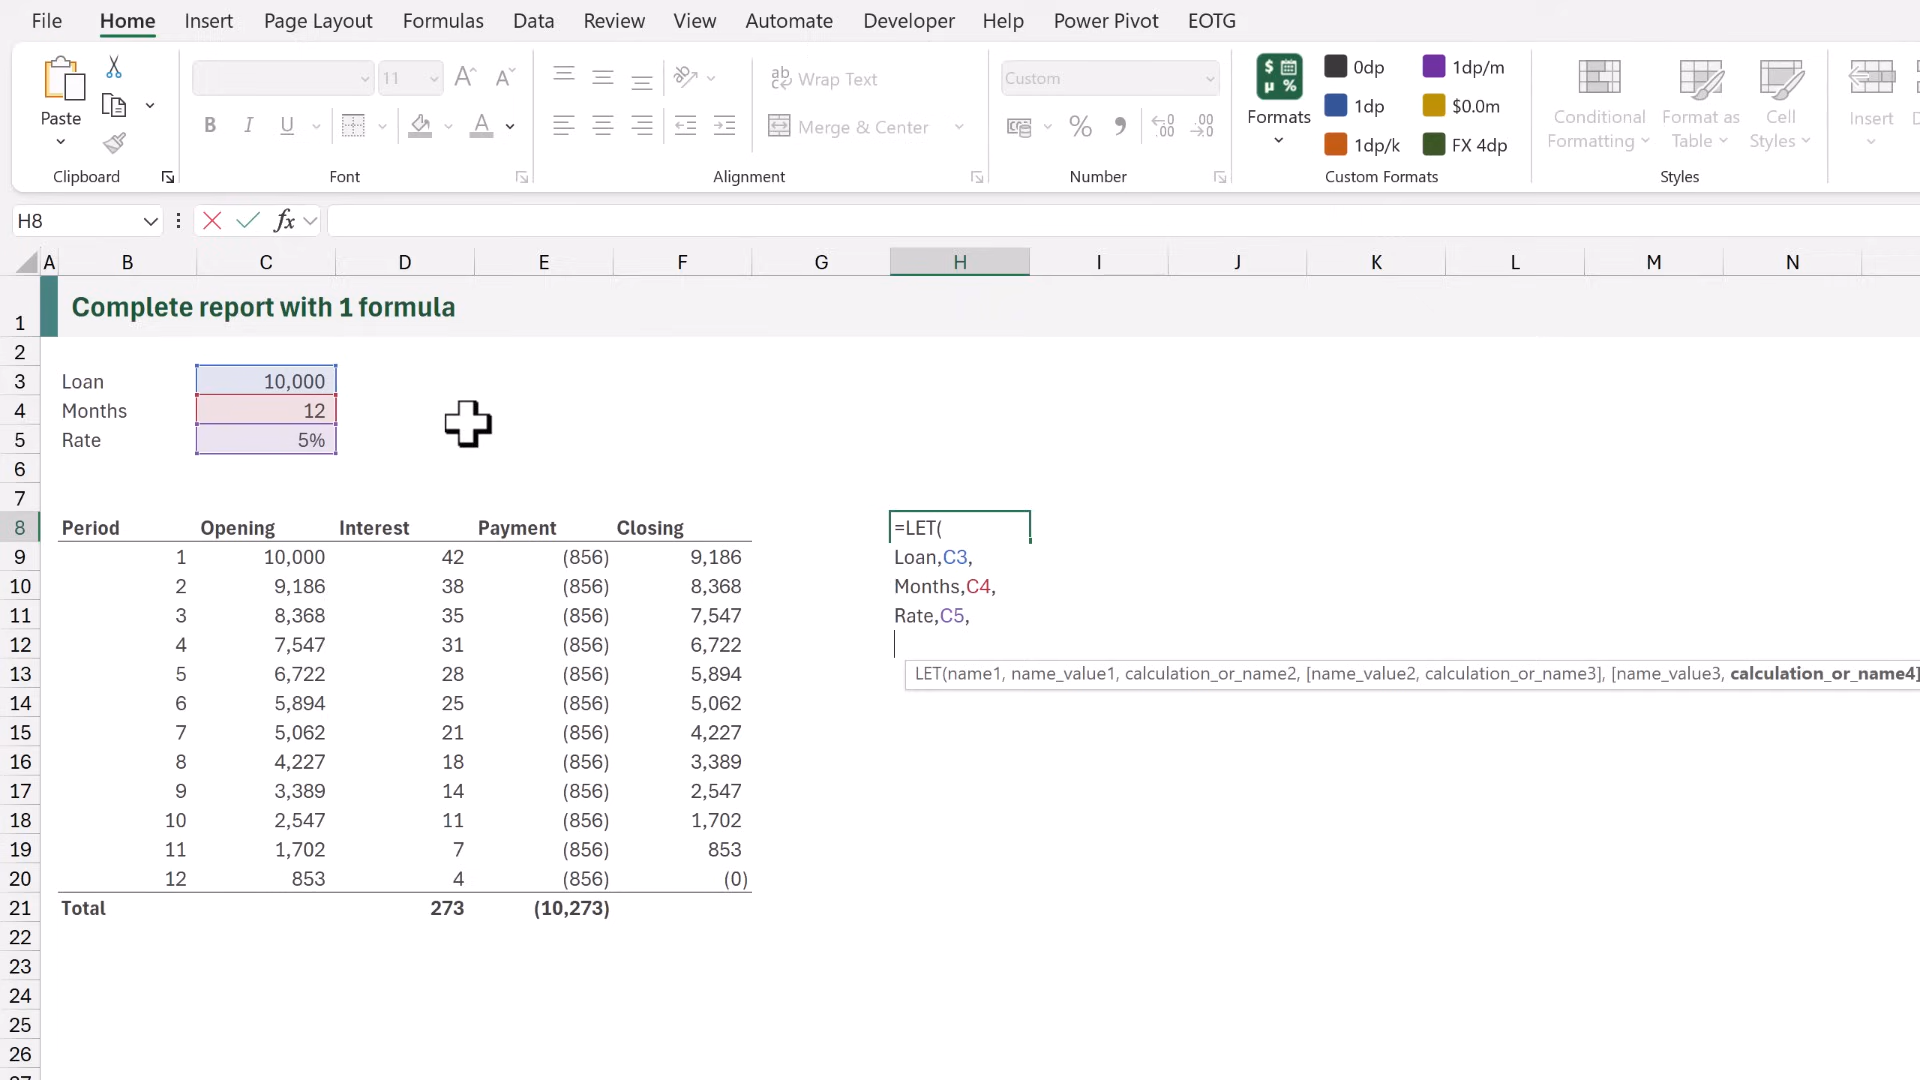 File Home Insert Page Layout Formulas Data Review View Automate Developer Help Power Pivot EOTG
Paste
Clipboard
11
B I U A
Font
ab Wrap Text
Merge & Center
Alignment
Custom
% 9 .00
Number
Formats
0dp 1dp/m
1dp $0.0m
1dp/k FX 4dp
Custom Formats
Conditional Formatting
Format as Table
Cell Styles
Styles
Insert
H8 fx
A B C D E F G H I J K L M N
1 Complete report with 1 formula
2
3 Loan 10,000
4 Months 12
5 Rate 5%
6
7
8 Period Opening Interest Payment Closing =LET(
9 1 10,000 42 (856) 9,186 Loan,C3,
10 2 9,186 38 (856) 8,368 Months,C4,
11 3 8,368 35 (856) 7,547 Rate,C5,
12 4 7,547 31 (856) 6,722
13 5 6,722 28 (856) 5,894 LET(name1, name_value1, calculation_or_name2, [name_value2, calculation_or_name3], [name_value3, calculation_or_name4]
14 6 5,894 25 (856) 5,062
15 7 5,062 21 (856) 4,227
16 8 4,227 18 (856) 3,389
17 9 3,389 14 (856) 2,547
18 10 2,547 11 (856) 1,702
19 11 1,702 7 (856) 853
20 12 853 4 (856) (0)
21 Total 273 (10,273)
22
23
24
25
26